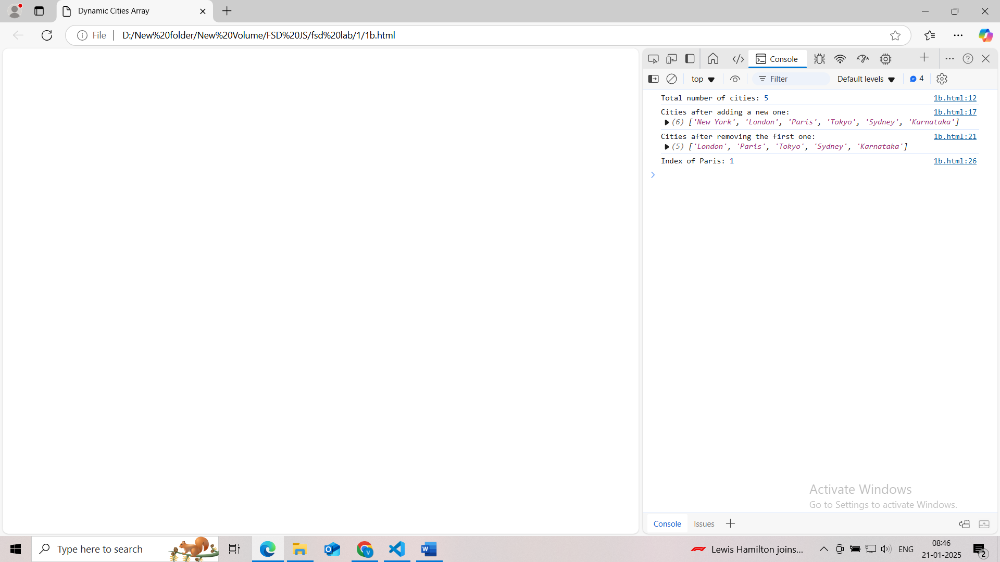 Dynamic Cities Array
File
D:/New%20folder/New%20Volume/FSD%20JS/fsd%20lab/1/1b.html
Console
top
Filter
Default levels
4
Total number of cities: 5 1b.html:12
Cities after adding a new one: 1b.html:17
(6) ['New York', 'London', 'Paris', 'Tokyo', 'Sydney', 'Karnataka']
Cities after removing the first one: 1b.html:21
(5) ['London', 'Paris', 'Tokyo', 'Sydney', 'Karnataka']
Index of Paris: 1 1b.html:26
Activate Windows
Go to Settings to activate Windows.
Console Issues
Type here to search
Lewis Hamilton joins...
ENG
08:46
21-01-2025
2